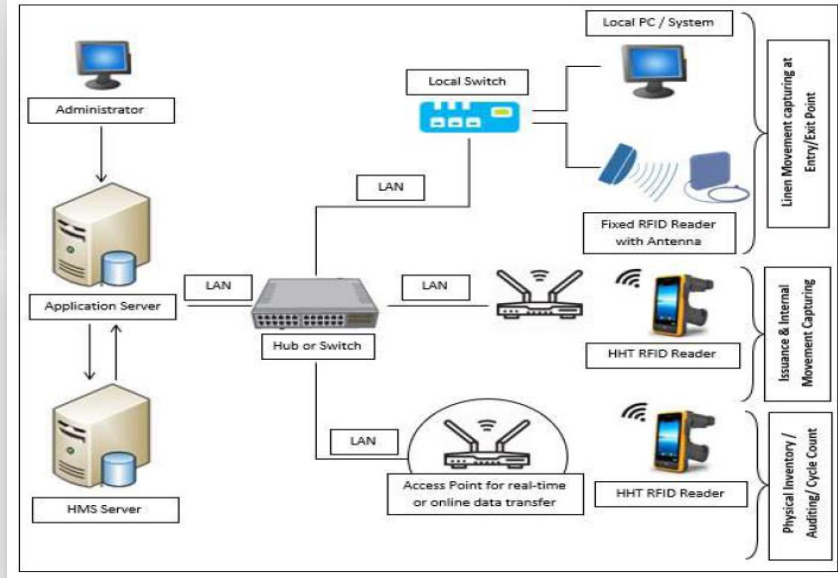 Local PC / System
Administrator
Local Switch
Linen Movement capturing at
Entry/Exit Point
LAN
Fixed RFID Reader
with Antenna
Application Server
LAN
LAN
Hub or Switch
HHT RFID Reader
Issuance & Internal
Movement Capturing
LAN
Access Point for real-time
or online data transfer
HHT RFID Reader
HMS Server
Physical Inventory /
Auditing/ Cycle Count